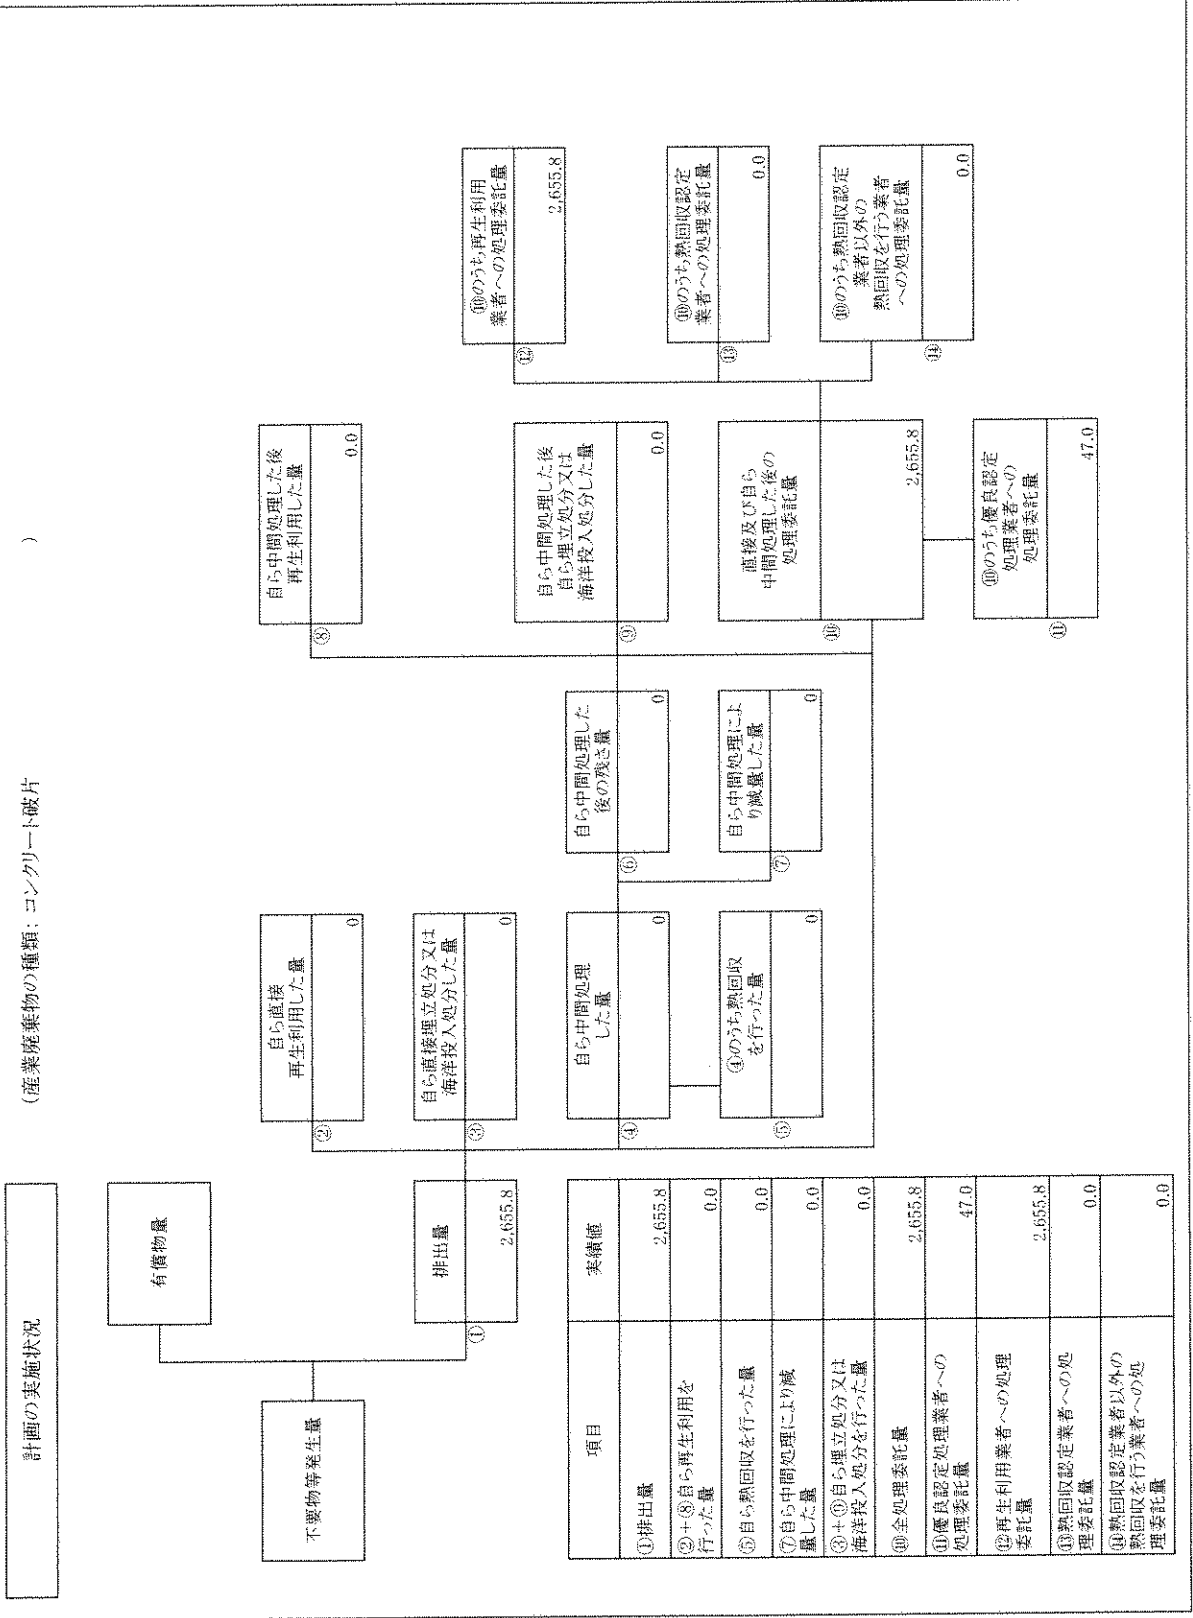 計画の実施状況
(産業廃棄物の種類：コンクリート破片 )
不要物等発生量
有償物量
①
排出量
2,655.8
②
自ら直接
再生利用した量
0
③
自ら直接埋立処分又は
海洋投入処分した量
0
④
自ら中間処理
した量
0
⑤
④のうち熱回収
を行った量
0
⑥
自ら中間処理した
後の残さ量
0
⑦
自ら中間処理によ
り減量した量
0
⑧
自ら中間処理した後
再生利用した量
0.0
⑨
自ら中間処理した後
自ら埋立処分又は
海洋投入処分した量
0.0
⑩
直接及び自ら
中間処理した後の
処理委託量
2,655.8
⑪
⑩のうち優良認定
処理業者への
処理委託量
47.0
⑫
⑩のうち再生利用
業者への処理委託量
2,655.8
⑬
⑩のうち熱回収認定
業者への処理委託量
0.0
⑭
⑩のうち熱回収認定
業者以外の
熱回収を行う業者
への処理委託量
0.0
項目 実績値
①排出量 2,655.8
②+⑧自ら再生利用を
行った量 0.0
⑤自ら熱回収を行った量 0.0
⑦自ら中間処理により減
量した量 0.0
③+⑨自ら埋立処分又は
海洋投入処分を行った量 0.0
⑩全処理委託量 2,655.8
⑪優良認定処理業者への
処理委託量 47.0
⑫再生利用業者への処理
委託量 2,655.8
⑬熱回収認定業者への処
理委託量 0.0
⑭熱回収認定業者以外の
熱回収を行う業者への処
理委託量 0.0